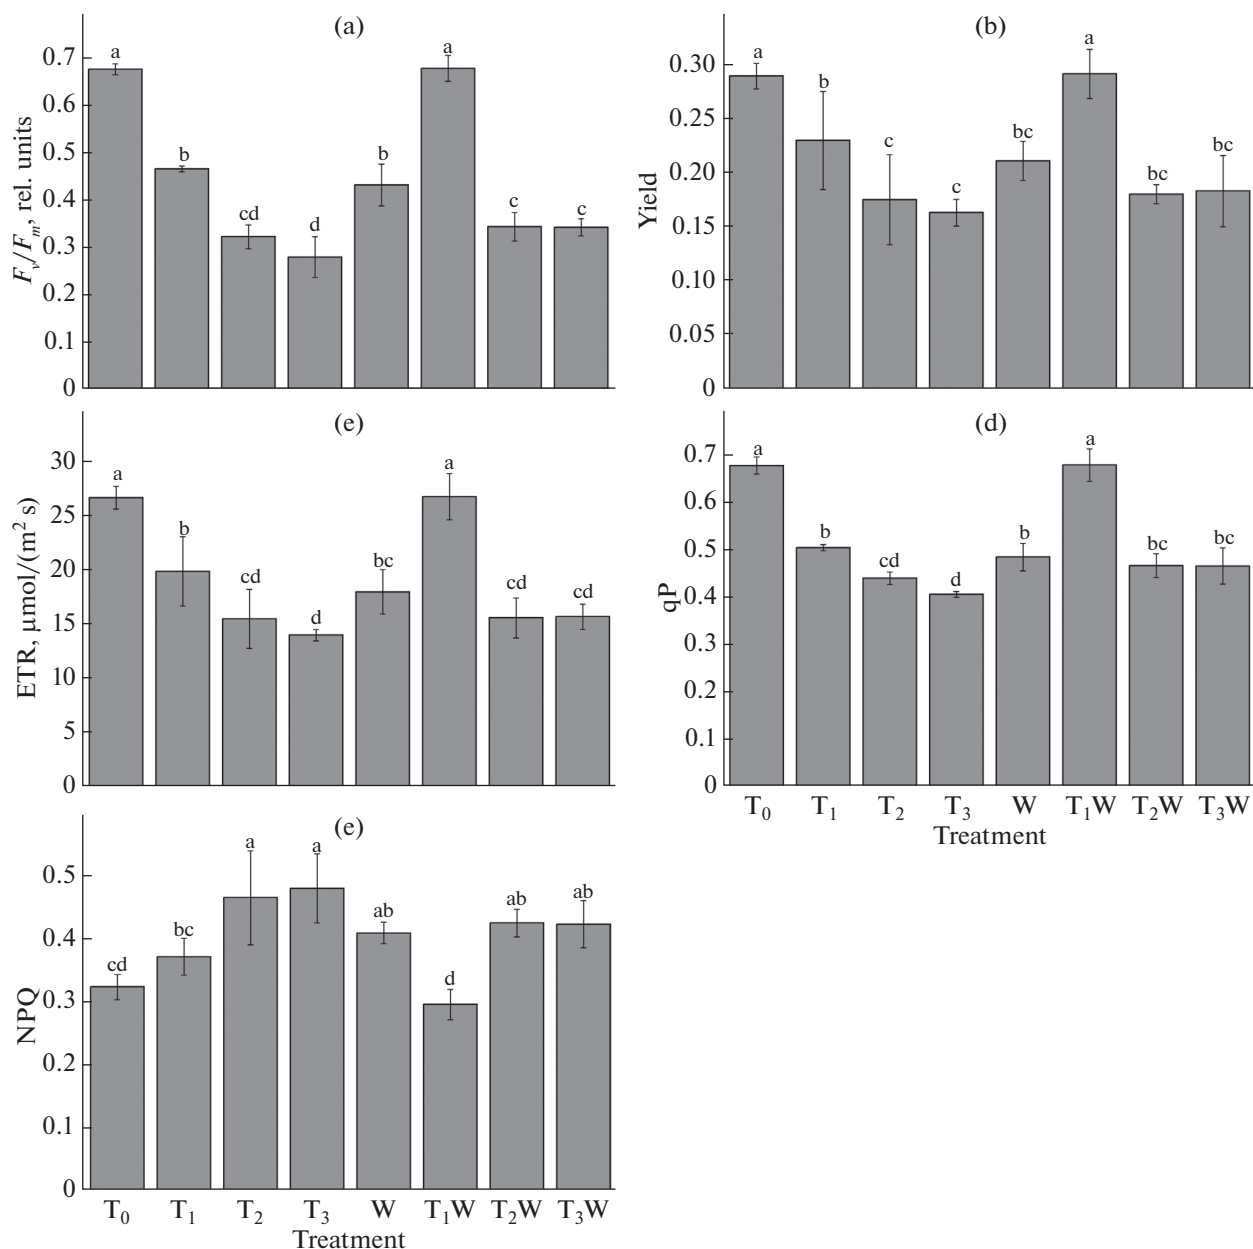 (a)
F_v/F_m, rel. units
0.7
0.6
0.5
0.4
0.3
0.2
0.1
0
a
b
cd
d
b
a
c
c
(b)
Yield
0.30
0.25
0.20
0.15
0.10
0.05
0
a
b
c
c
bc
a
bc
bc
(e)
ETR, μmol/(m² s)
30
25
20
15
10
5
0
a
b
cd
d
bc
a
cd
cd
(d)
qP
0.7
0.6
0.5
0.4
0.3
0.2
0.1
0
a
b
cd
d
b
a
bc
bc
T₀ T₁ T₂ T₃ W T₁W T₂W T₃W
Treatment
(e)
NPQ
0.5
0.4
0.3
0.2
0.1
0
cd
bc
a
a
ab
d
ab
ab
T₀ T₁ T₂ T₃ W T₁W T₂W T₃W
Treatment